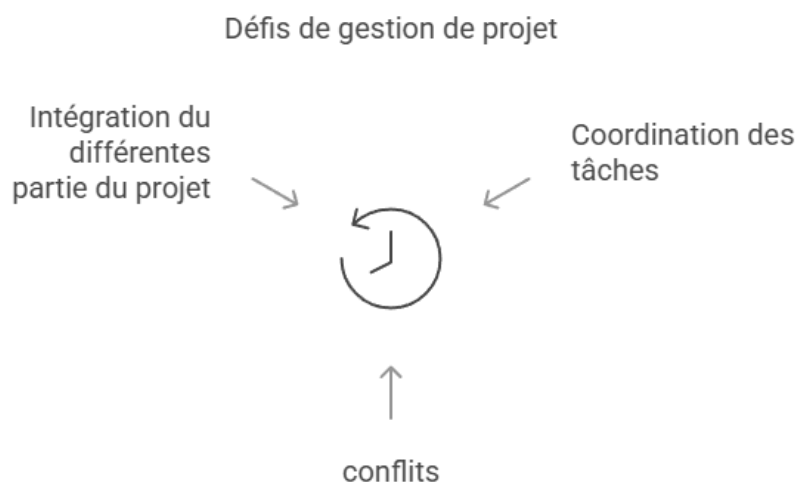 Défis de gestion de projet
Intégration du
différentes
partie du projet
Coordination des
tâches
conflits